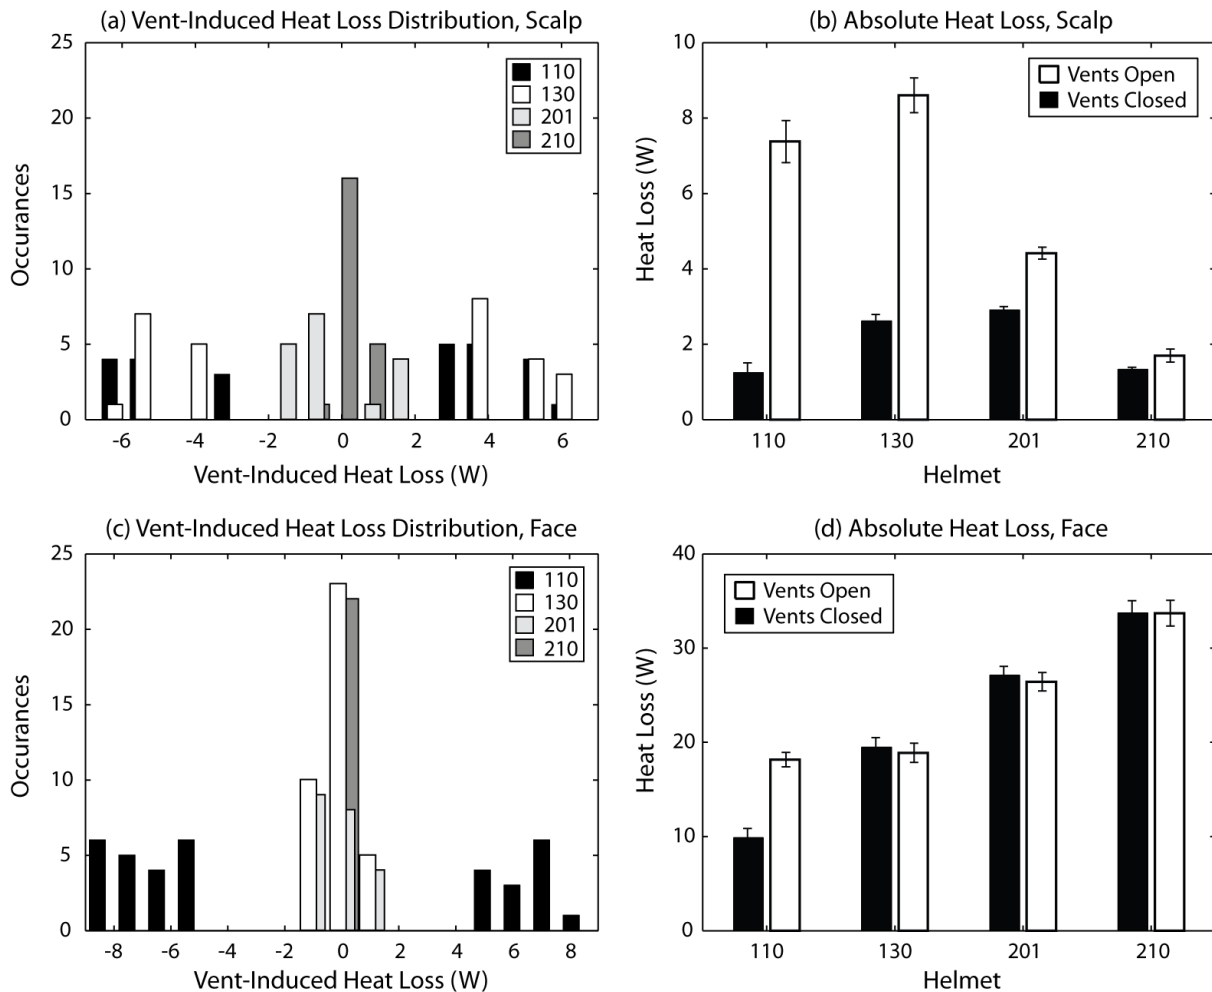 (a) Vent-Induced Heat Loss Distribution, Scalp
25
20
15
10
5
0
Occurances
110
130
201
210
-6 -4 -2 0 2 4 6
Vent-Induced Heat Loss (W)
(b) Absolute Heat Loss, Scalp
10
8
6
4
2
0
Heat Loss (W)
Vents Open
Vents Closed
110 130 201 210
Helmet
(c) Vent-Induced Heat Loss Distribution, Face
25
20
15
10
5
0
Occurances
110
130
201
210
-8 -6 -4 -2 0 2 4 6 8
Vent-Induced Heat Loss (W)
(d) Absolute Heat Loss, Face
40
30
20
10
0
Heat Loss (W)
Vents Open
Vents Closed
110 130 201 210
Helmet